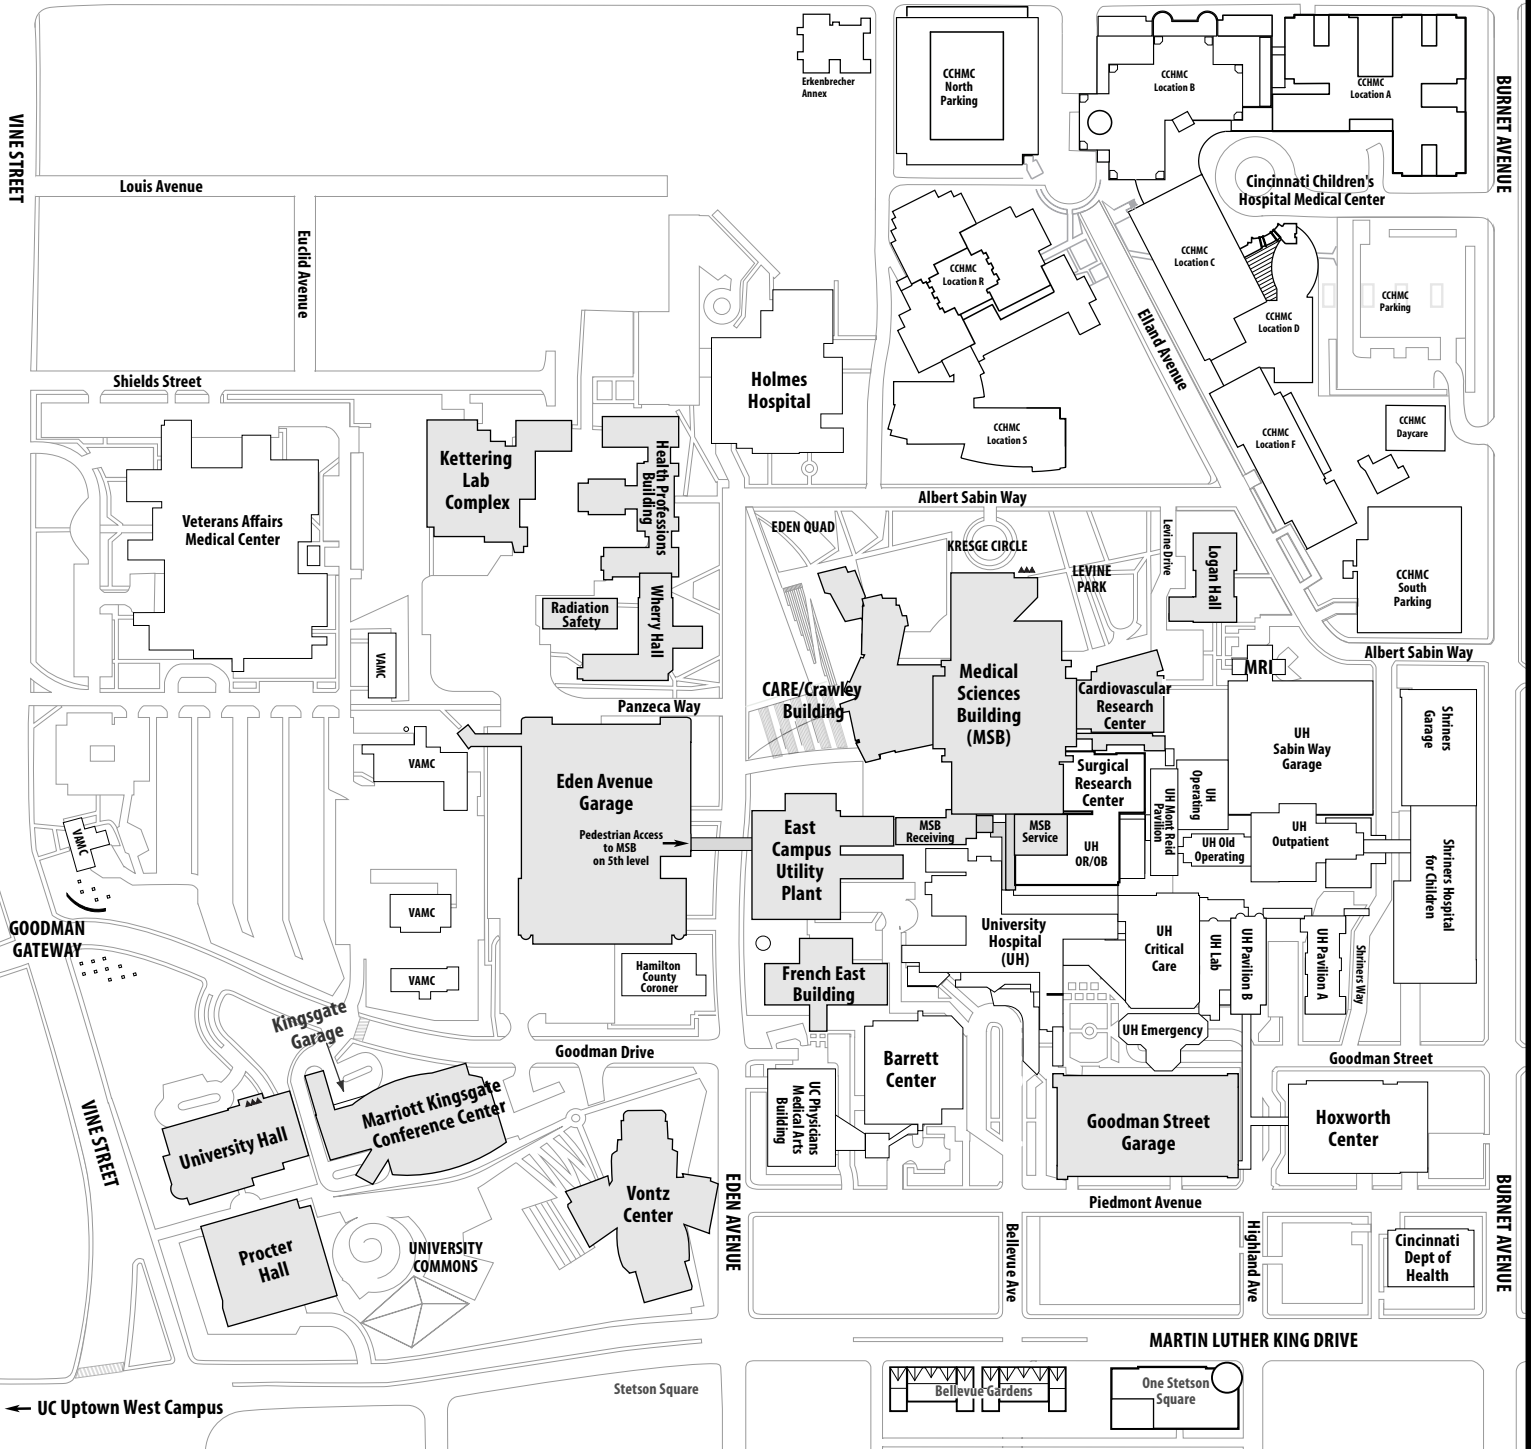 Erkenbrecher
Annex
CCHMC
North
Parking
CCHMC
Location B
CCHMC
Location A
BURNET AVENUE
VINE STREET
Louis Avenue
Cincinnati Children's
Hospital Medical Center
Euclid Avenue
CCHMC
Location C
CCHMC
Location R
CCHMC
Parking
CCHMC
Location D
Elland Avenue
Shields Street
Holmes
Hospital
CCHMC
Location S
CCHMC
Location F
CCHMC
Daycare
Kettering
Lab
Complex
Health Professions
Building
Veterans Affairs
Medical Center
Albert Sabin Way
EDEN QUAD
KRESGE CIRCLE
Levine Drive
LEVINE
PARK
Logan Hall
CCHMC
South
Parking
Radiation
Safety
Wherry Hall
VAMC
Albert Sabin Way
MRI
CARE/Crawley
Building
Medical
Sciences
Building
(MSB)
Cardiovascular
Research
Center
Panzeca Way
Shriners
Garage
UH
Sabin Way
Garage
VAMC
Eden Avenue
Garage
Surgical
Research
Center
UH
Operating
UH Mont Reid
Pavilion
Pedestrian Access
to MSB
on 5th level
East
Campus
Utility
Plant
MSB
Receiving
MSB
Service
UH
OR/OB
UH Old
Operating
UH
Outpatient
VAMC
Shriners Hospital
for Children
VAMC
GOODMAN
GATEWAY
University
Hospital
(UH)
UH
Critical
Care
UH Lab
UH Pavilion B
UH Pavilion A
Shriners Way
VAMC
Hamilton
County
Coroner
French East
Building
Kingsgate
Garage
UH Emergency
Goodman Drive
Goodman Street
Barrett
Center
UC Physicians
Medical Arts
Building
Marriott Kingsgate
Conference Center
University Hall
Goodman Street
Garage
Hoxworth
Center
VINE STREET
Vontz
Center
EDEN AVENUE
Piedmont Avenue
BURNET AVENUE
Procter
Hall
UNIVERSITY
COMMONS
Bellevue Ave
Highland Ave
Cincinnati
Dept of
Health
MARTIN LUTHER KING DRIVE
Stetson Square
Bellevue Gardens
One Stetson
Square
UC Uptown West Campus